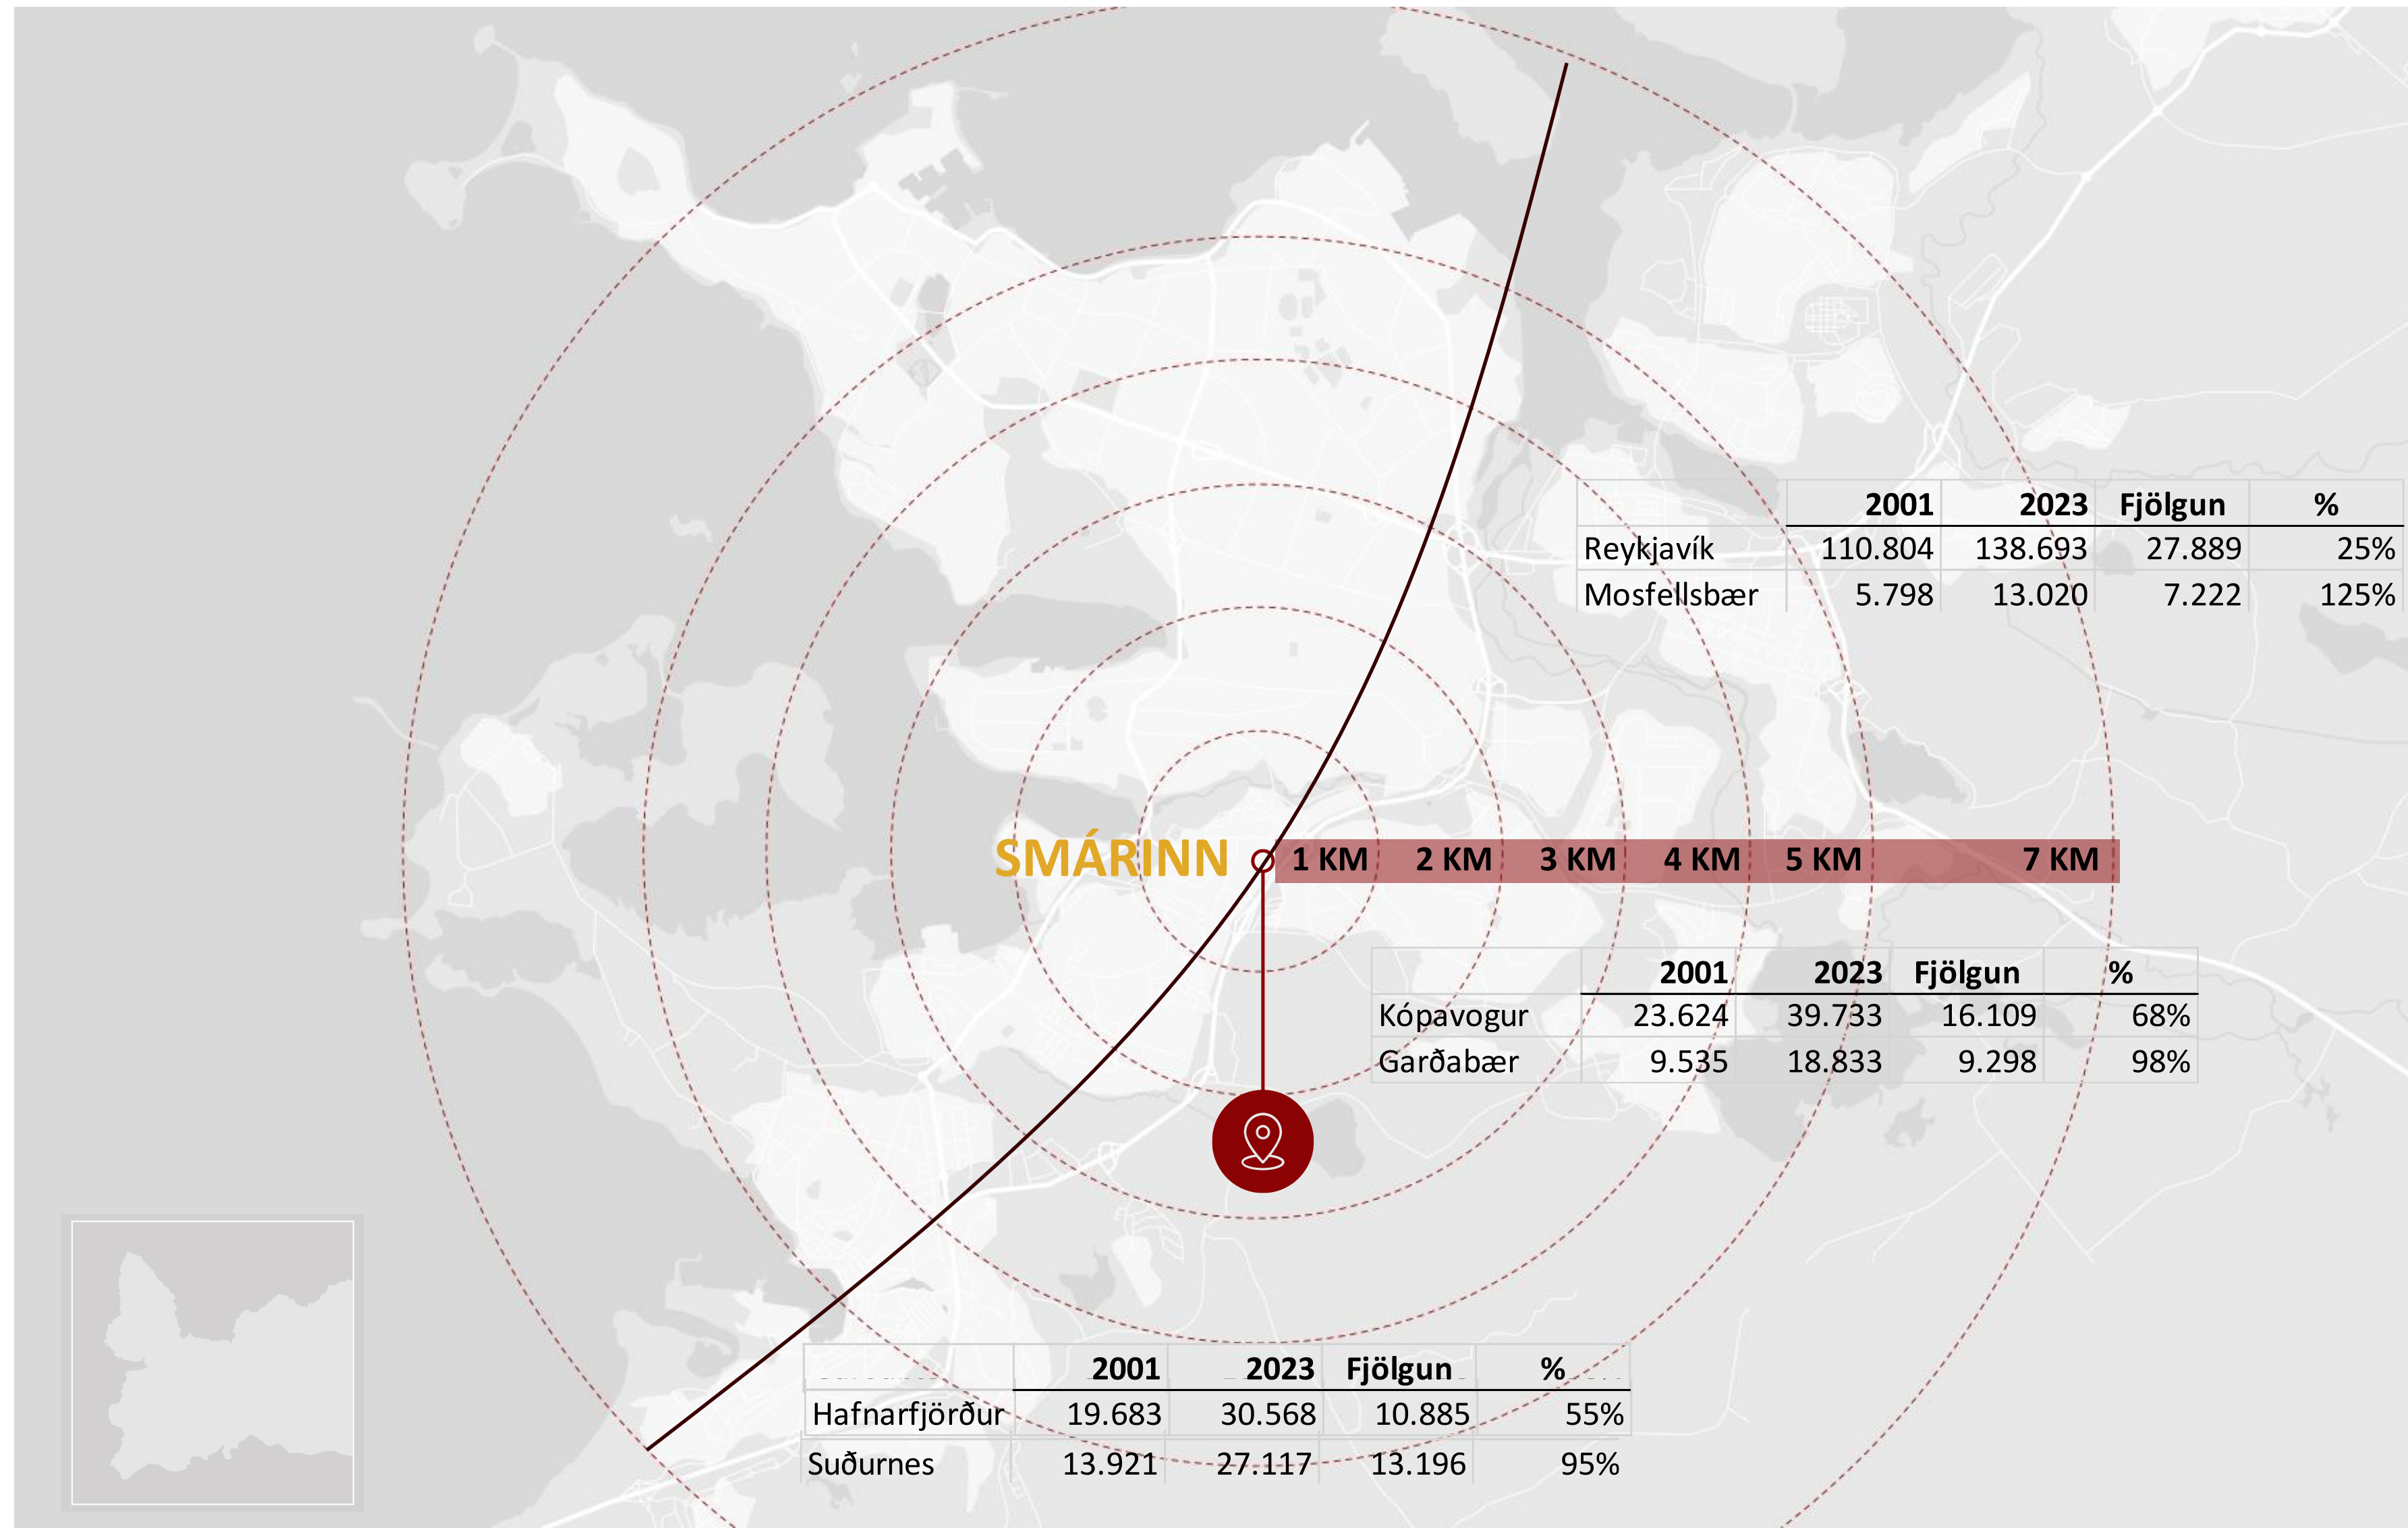 2001 2023 Fjölgun %
Reykjavík 110.804 138.693 27.889 25%
Mosfellsbær 5.798 13.020 7.222 125%
SMÁRINN 1 KM 2 KM 3 KM 4 KM 5 KM 7 KM
2001 2023 Fjölgun %
Kópavogur 23.624 39.733 16.109 68%
Garðabær 9.535 18.833 9.298 98%
2001 2023 Fjölgun %
Hafnarfjörður 19.683 30.568 10.885 55%
Suðurnes 13.921 27.117 13.196 95%